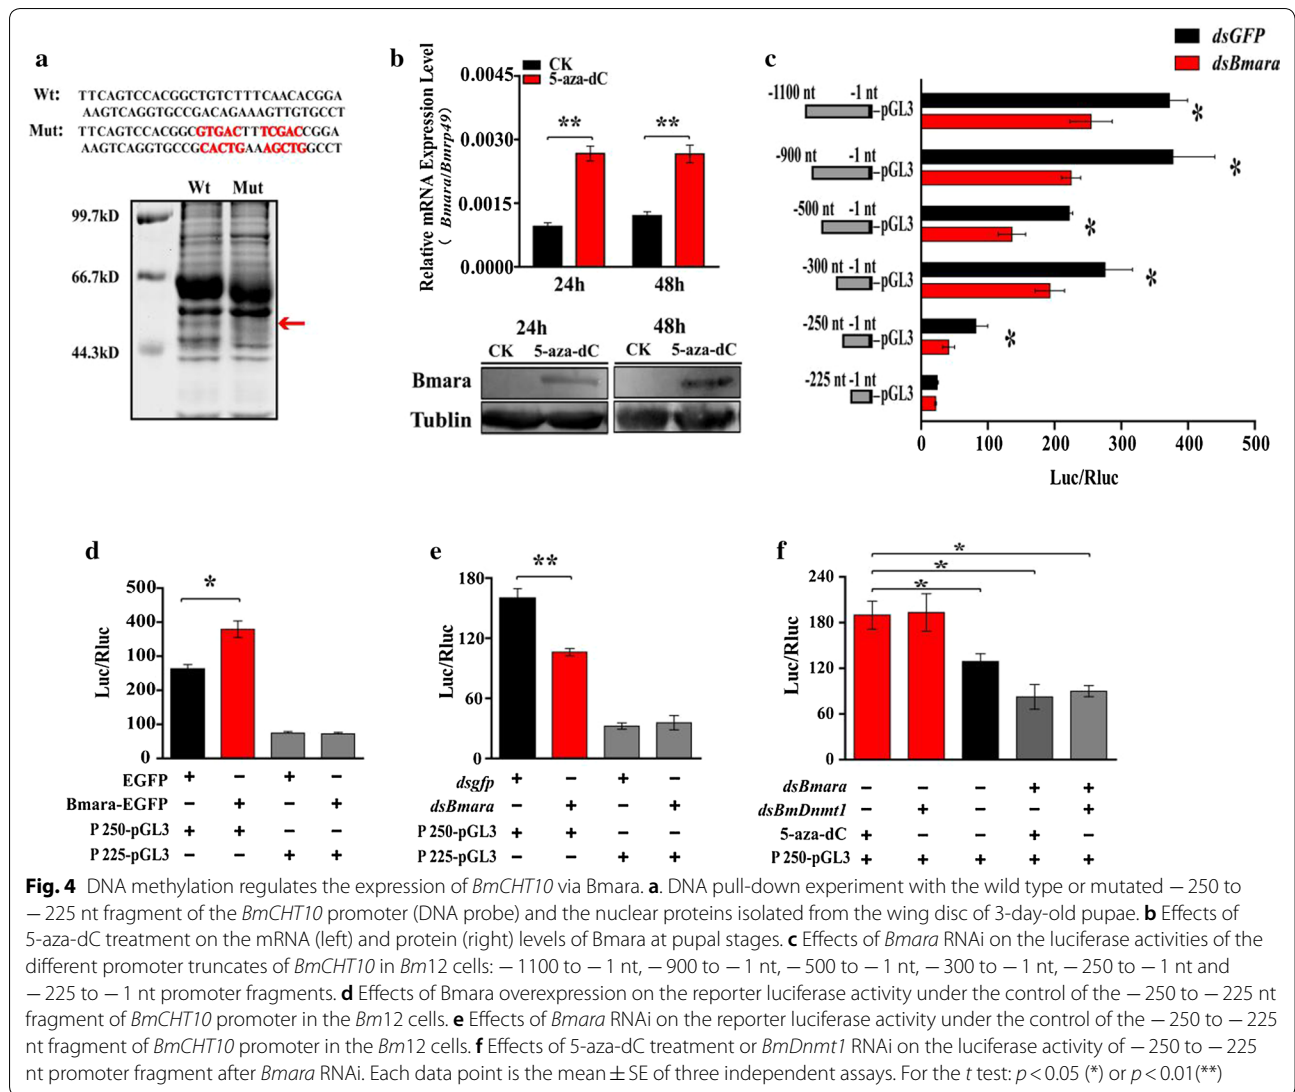 a
Wt: TTCAGTCCACGGCTGTCTTTCAACACGGA
AAGTCAGGTGCCGACAGAAAGTTGTGCCT
Mut: TTCAGTCCACGGCGTGACTTTCGACCGGA
AAGTCAGGTGCCGCACTGAAAGCTGGCCT
Wt Mut
99.7kD
66.7kD
44.3kD
b
CK
5-aza-dC
Relative mRNA Expression Level
( Bmara/Bmrp49)
0.0045
0.0030
0.0015
0.0000
** **
24h 48h
24h 48h
CK 5-aza-dC CK 5-aza-dC
Bmara
Tublin
c
dsGFP
dsBmara
-1100 nt -1 nt
pGL3
*
-900 nt -1 nt
pGL3
*
-500 nt -1 nt
pGL3
*
-300 nt -1 nt
pGL3
*
-250 nt -1 nt
pGL3
*
-225 nt -1 nt
pGL3
0 100 200 300 400 500
Luc/Rluc
d
Luc/Rluc
500
400
100
200
100
0
*
EGFP + − + −
Bmara-EGFP − + − +
P 250-pGL3 + + − −
P 225-pGL3 − − + +
e
Luc/Rluc
180
120
60
0
**
dsgfp + − + −
dsBmara − + − +
P 250-pGL3 + + − −
P 225-pGL3 − − + +
f
Luc/Rluc
240
180
120
60
0
*
*
*
dsBmara − − − + +
dsBmDnmt1 − + − − +
5-aza-dC + − − + −
P 250-pGL3 + + + + +
Fig. 4 DNA methylation regulates the expression of BmCHT10 via Bmara. a. DNA pull-down experiment with the wild type or mutated − 250 to
− 225 nt fragment of the BmCHT10 promoter (DNA probe) and the nuclear proteins isolated from the wing disc of 3-day-old pupae. b Effects of
5-aza-dC treatment on the mRNA (left) and protein (right) levels of Bmara at pupal stages. c Effects of Bmara RNAi on the luciferase activities of the
different promoter truncates of BmCHT10 in Bm12 cells: − 1100 to − 1 nt, − 900 to − 1 nt, − 500 to − 1 nt, − 300 to − 1 nt, − 250 to − 1 nt and
− 225 to − 1 nt promoter fragments. d Effects of Bmara overexpression on the reporter luciferase activity under the control of the − 250 to − 225 nt
fragment of BmCHT10 promoter in the Bm12 cells. e Effects of Bmara RNAi on the reporter luciferase activity under the control of the − 250 to − 225
nt fragment of BmCHT10 promoter in the Bm12 cells. f Effects of 5-aza-dC treatment or BmDnmt1 RNAi on the luciferase activity of − 250 to − 225
nt promoter fragment after Bmara RNAi. Each data point is the mean ± SE of three independent assays. For the t test: p < 0.05 (*) or p < 0.01(**)